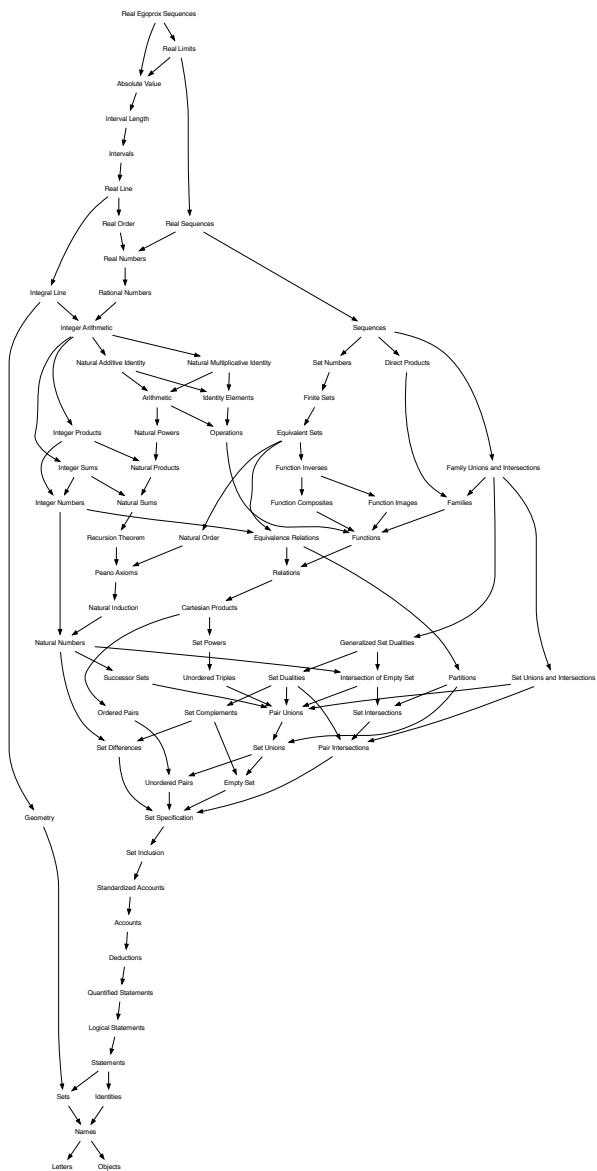 Real Egoprox Sequences
Real Limits
Absolute Value
Interval Length
Intervals
Real Line
Real Order
Real Sequences
Real Numbers
Integral Line
Rational Numbers
Integer Arithmetic
Sequences
Natural Additive Identity
Natural Multiplicative Identity
Set Numbers
Direct Products
Arithmetic
Identity Elements
Finite Sets
Integer Products
Natural Powers
Operations
Equivalent Sets
Integer Sums
Natural Products
Function Inverses
Family Unions and Intersections
Integer Numbers
Natural Sums
Function Composites
Function Images
Families
Recursion Theorem
Natural Order
Equivalence Relations
Functions
Peano Axioms
Relations
Natural Induction
Cartesian Products
Natural Numbers
Set Powers
Generalized Set Dualities
Successor Sets
Unordered Triples
Set Dualities
Intersection of Empty Set
Partitions
Set Unions and Intersections
Ordered Pairs
Set Complements
Pair Unions
Set Intersections
Set Differences
Set Unions
Pair Intersections
Unordered Pairs
Empty Set
Geometry
Set Specification
Set Inclusion
Standardized Accounts
Accounts
Deductions
Quantified Statements
Logical Statements
Statements
Sets
Identities
Names
Letters
Objects